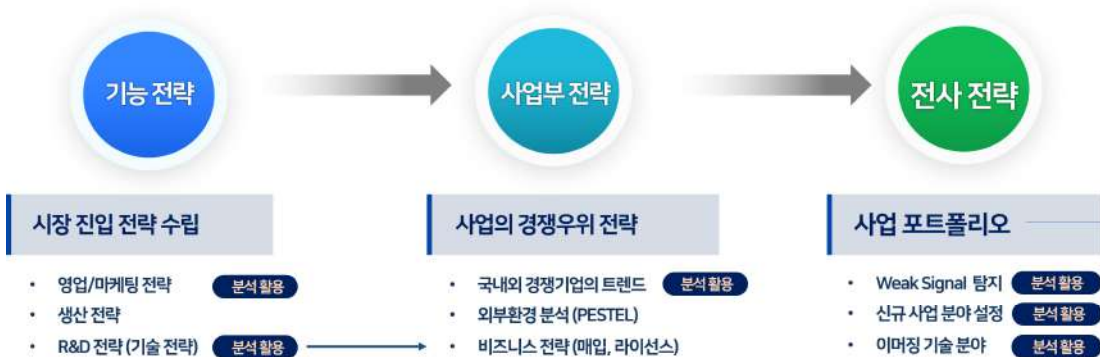 기능 전략
사업부 전략
전사 전략
시장 진입 전략 수립
• 영업/마케팅 전략 분석 활용
• 생산 전략
• R&D 전략 (기술 전략) 분석 활용
사업의 경쟁우위 전략
• 국내외 경쟁기업의 트렌드 분석 활용
• 외부환경 분석 (PESTEL)
• 비즈니스 전략 (매입, 라이선스)
사업 포트폴리오
• Weak Signal 탐지 분석 활용
• 신규 사업 분야 설정 분석 활용
• 이머징 기술 분야 분석 활용